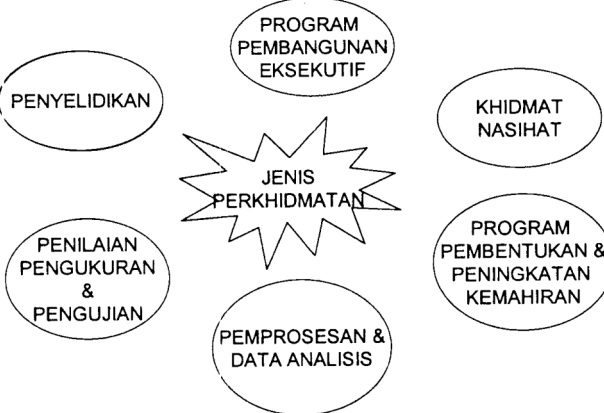 PROGRAM
PEMBANGUNAN
EKSEKUTIF
PENYELIDIKAN
KHIDMAT
NASIHAT
JENIS
PERKHIDMATAN
PENILAIAN
PENGUKURAN
&
PENGUJIAN
PROGRAM
PEMBENTUKAN &
PENINGKATAN
KEMAHIRAN
PEMPROSESAN &
DATA ANALISIS